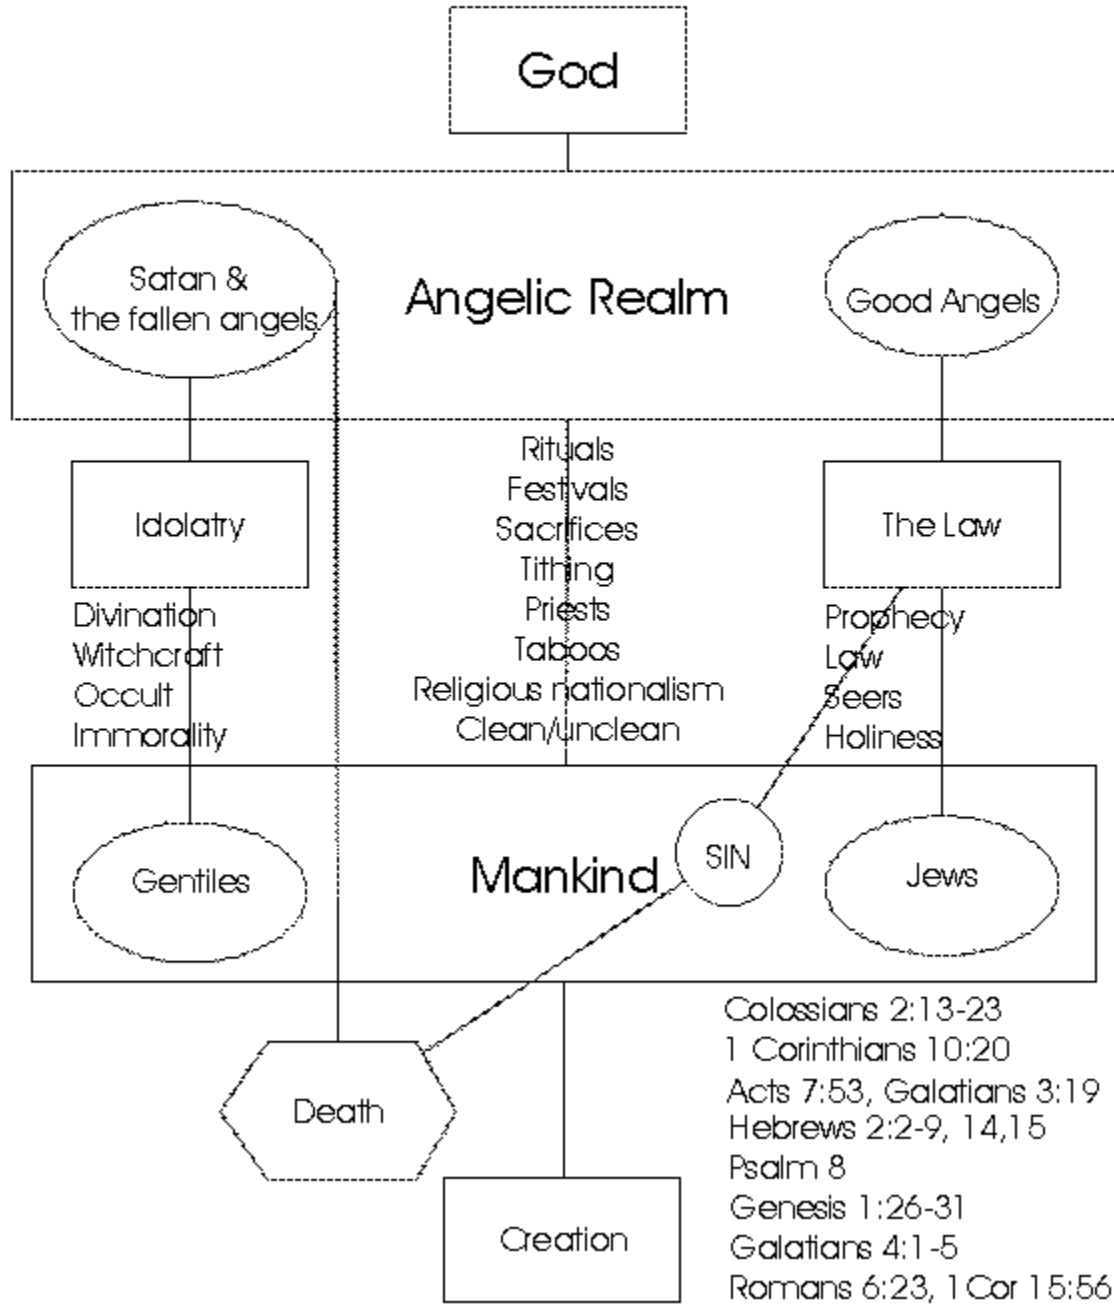 God
Satan &
the fallen angels
Angelic Realm
Good Angels
Idolatry
Rituals
Festivals
Sacrifices
Tithing
Priests
Taboos
Religious nationalism
Clean/unclean
The Law
Divination
Witchcraft
Occult
Immorality
Prophecy
Law
Seers
Holiness
Gentiles
Mankind
SIN
Jews
Death
Creation
Colossians 2:13-23
1 Corinthians 10:20
Acts 7:53, Galatians 3:19
Hebrews 2:2-9, 14,15
Psalm 8
Genesis 1:26-31
Galatians 4:1-5
Romans 6:23, 1Cor 15:56